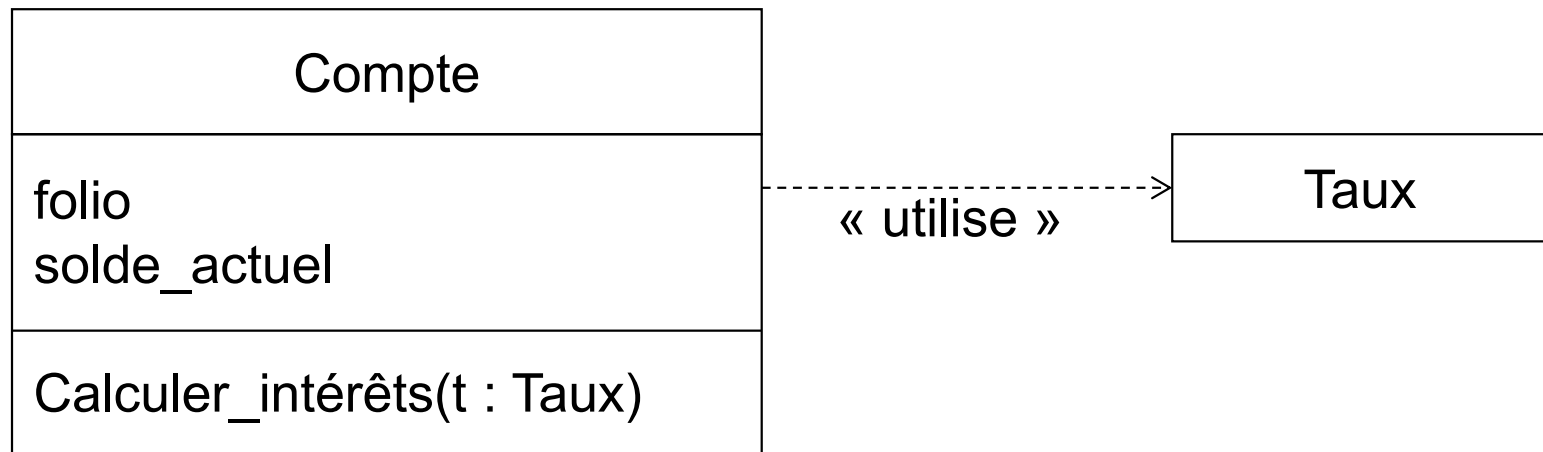 Compte
folio
solde_actuel
Calculer_intérêts(t : Taux)
« utilise »
Taux